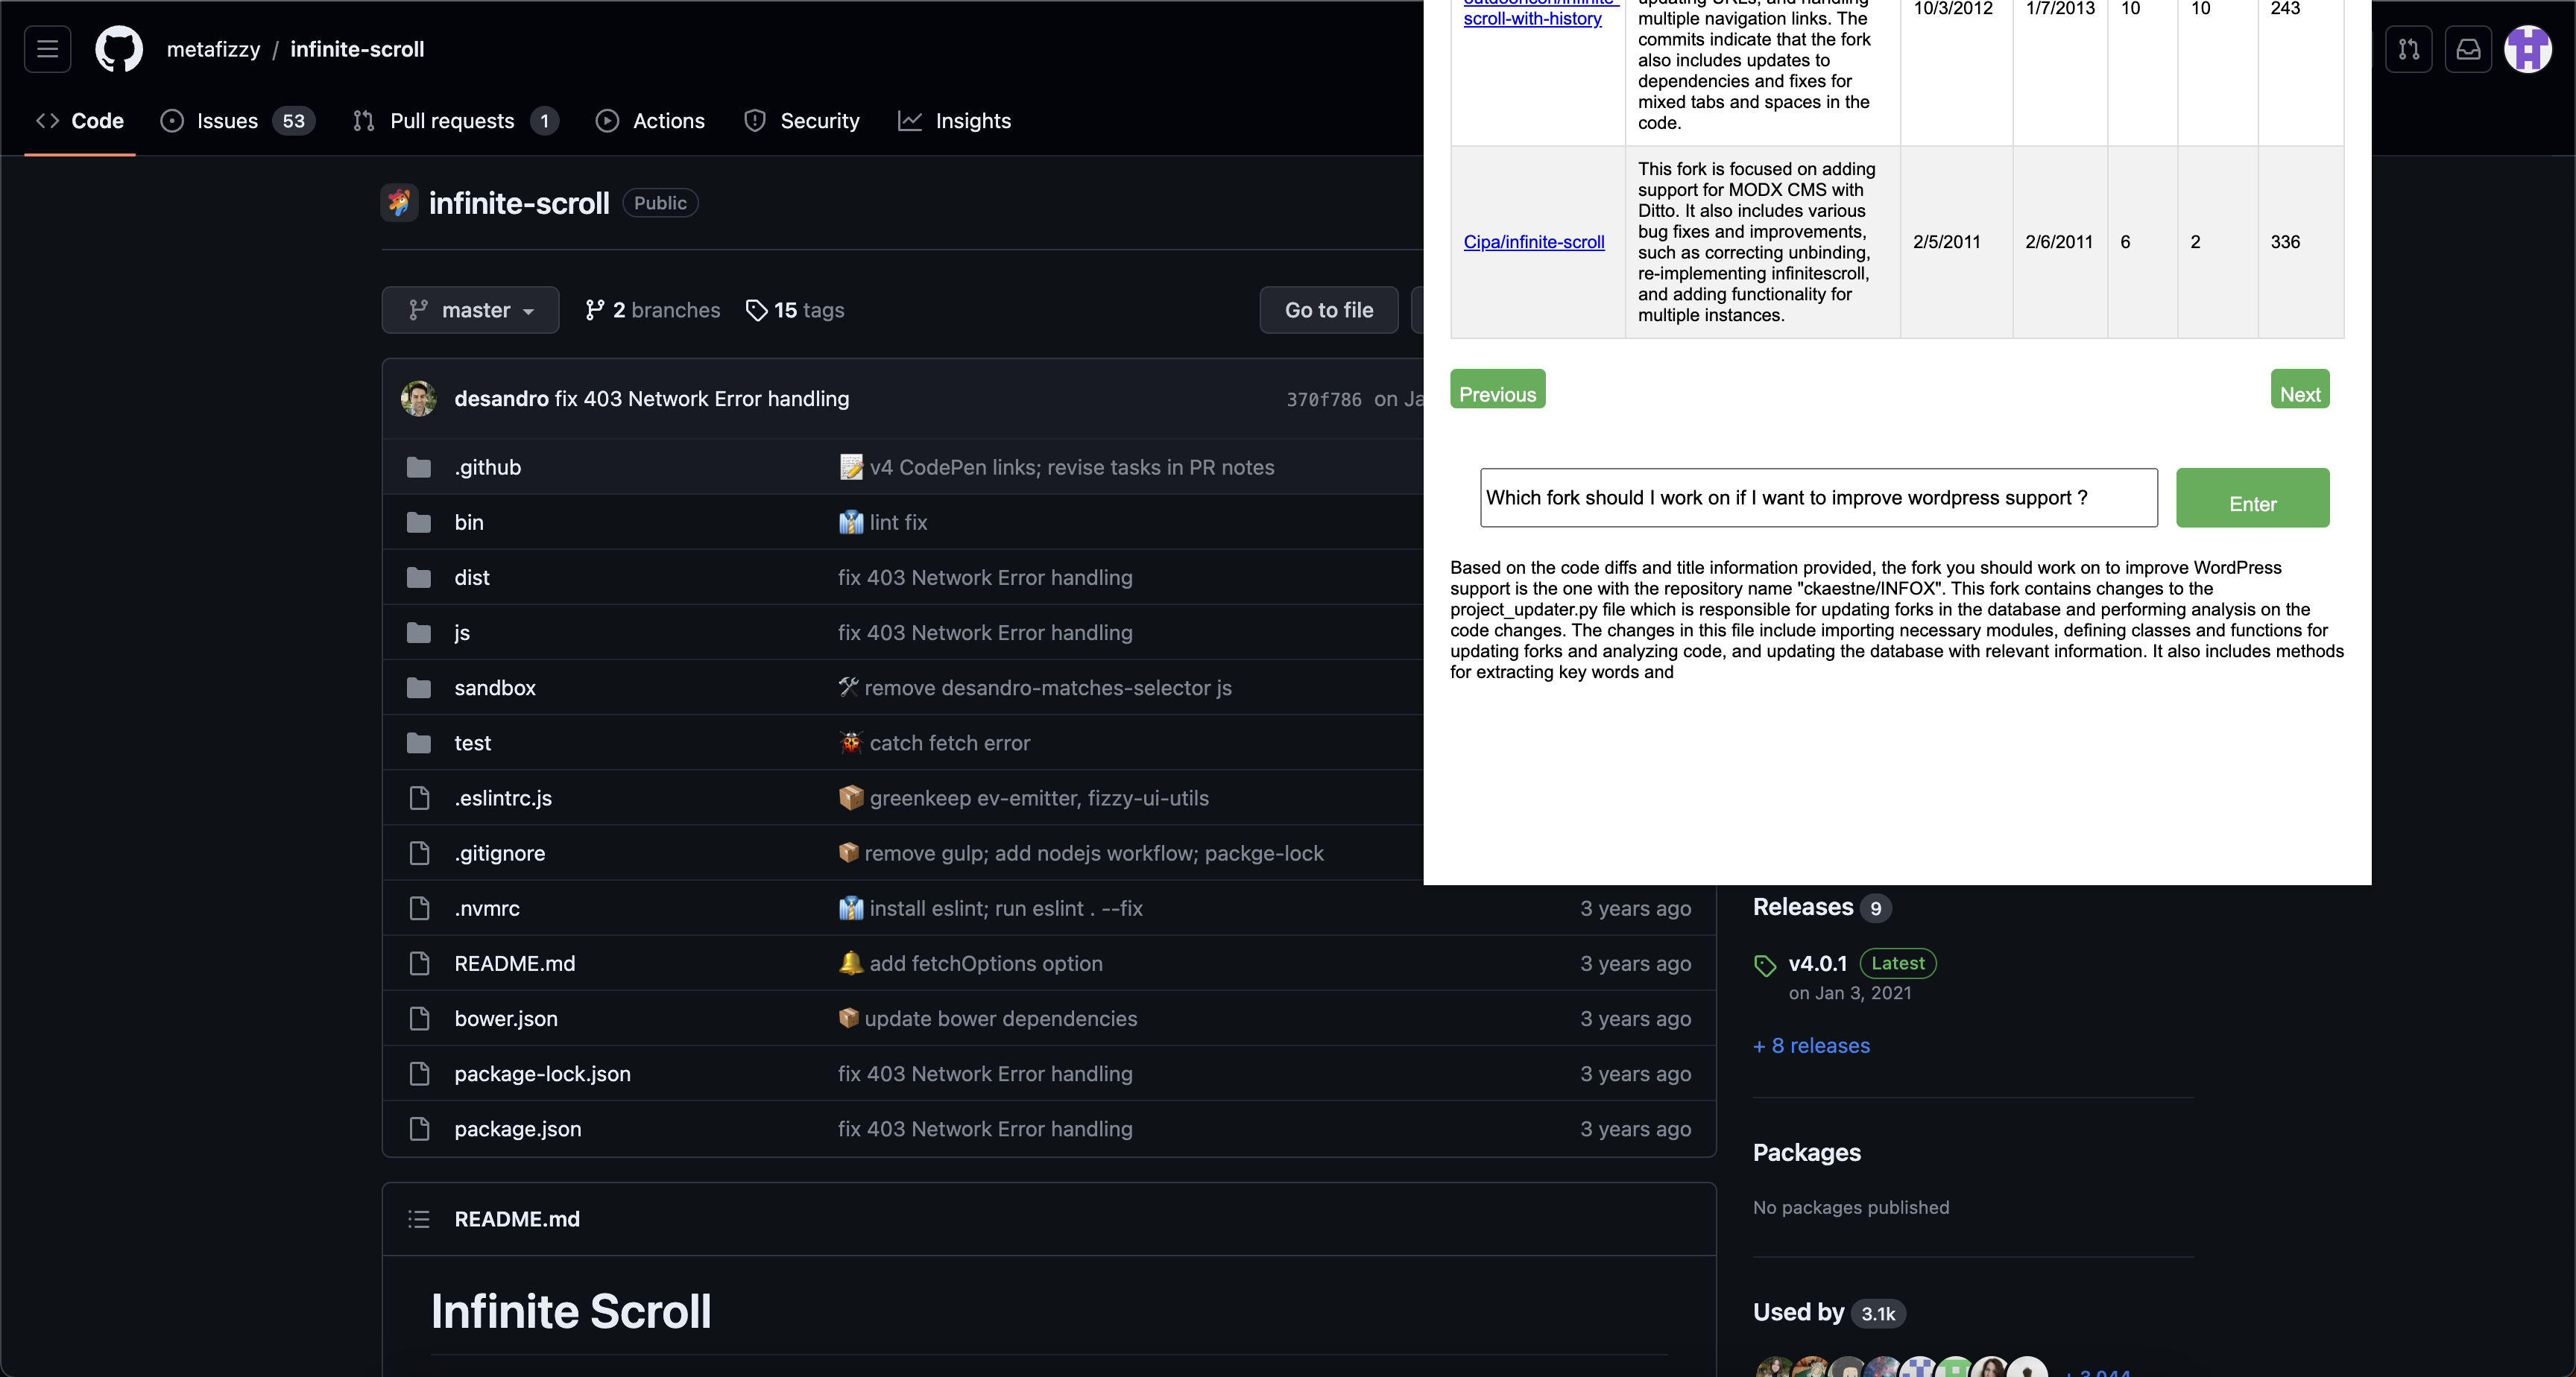 metafizzy / infinite-scroll
Code
Issues 53
Pull requests 1
Actions
Security
Insights
infinite-scroll Public
master
2 branches
15 tags
Go to file
desandro fix 403 Network Error handling 370f786 on Ja
.github 📝 v4 CodePen links; revise tasks in PR notes
bin 👔 lint fix
dist fix 403 Network Error handling
js fix 403 Network Error handling
sandbox 🛠 remove desandro-matches-selector js
test 🐞 catch fetch error
.eslintrc.js 📦 greenkeep ev-emitter, fizzy-ui-utils
.gitignore 📦 remove gulp; add nodejs workflow; packge-lock
.nvmrc 👔 install eslint; run eslint . --fix 3 years ago
README.md 🔔 add fetchOptions option 3 years ago
bower.json 📦 update bower dependencies 3 years ago
package-lock.json fix 403 Network Error handling 3 years ago
package.json fix 403 Network Error handling 3 years ago
README.md
Infinite Scroll
scroll-with-history
updating URLs, and handling
multiple navigation links. The
commits indicate that the fork
also includes updates to
dependencies and fixes for
mixed tabs and spaces in the
code.
10/3/2012 1/7/2013 10 10 243
Cipa/infinite-scroll
This fork is focused on adding
support for MODX CMS with
Ditto. It also includes various
bug fixes and improvements,
such as correcting unbinding,
re-implementing infinitescroll,
and adding functionality for
multiple instances.
2/5/2011 2/6/2011 6 2 336
Previous
Next
Which fork should I work on if I want to improve wordpress support ?
Enter
Based on the code diffs and title information provided, the fork you should work on to improve WordPress
support is the one with the repository name "ckaestne/INFOX". This fork contains changes to the
project_updater.py file which is responsible for updating forks in the database and performing analysis on the
code changes. The changes in this file include importing necessary modules, defining classes and functions for
updating forks and analyzing code, and updating the database with relevant information. It also includes methods
for extracting key words and
Releases 9
v4.0.1 Latest
on Jan 3, 2021
+ 8 releases
Packages
No packages published
Used by 3.1k